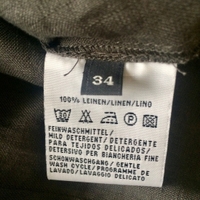 34
100% LEINEN/LINEN/LINO
FEINWASCHMITTEL/
MILD DETERGENT/DETERGENTE
PARA TEJIDOS DELICADOS/
DETERSIVO PER BIANCHERIA FINE
SCHONWASCHGANG/GENTLE
WASH CYCLE/PROGRAMME DE
LAVADO/LAVAGGIO DELICATO